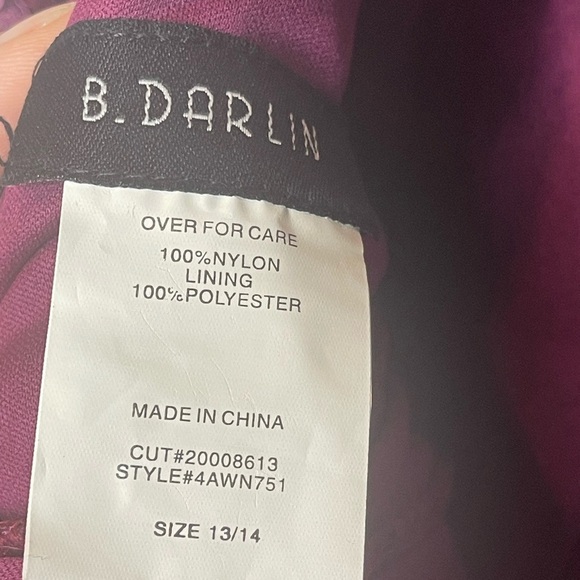 B.DARLIN
OVER FOR CARE
100%NYLON
LINING
100%POLYESTER
MADE IN CHINA
CUT#20008613
STYLE#4AWN751
SIZE 13/14